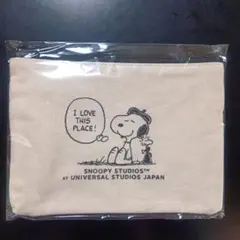 I LOVE
THIS
PLACE!
SNOOPY STUDIOS™
AT UNIVERSAL STUDIOS JAPAN